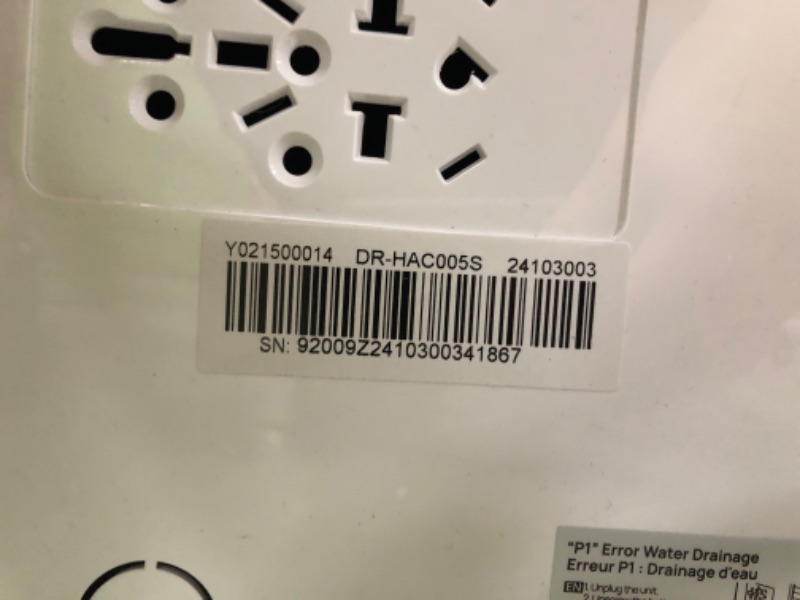 Y021500014 DR-HAC005S 24103003
SN: 92009Z2410300341867
"P1" Error Water Drainage
Erreur P1 : Drainage d'eau
EN 1. Unplug the unit.